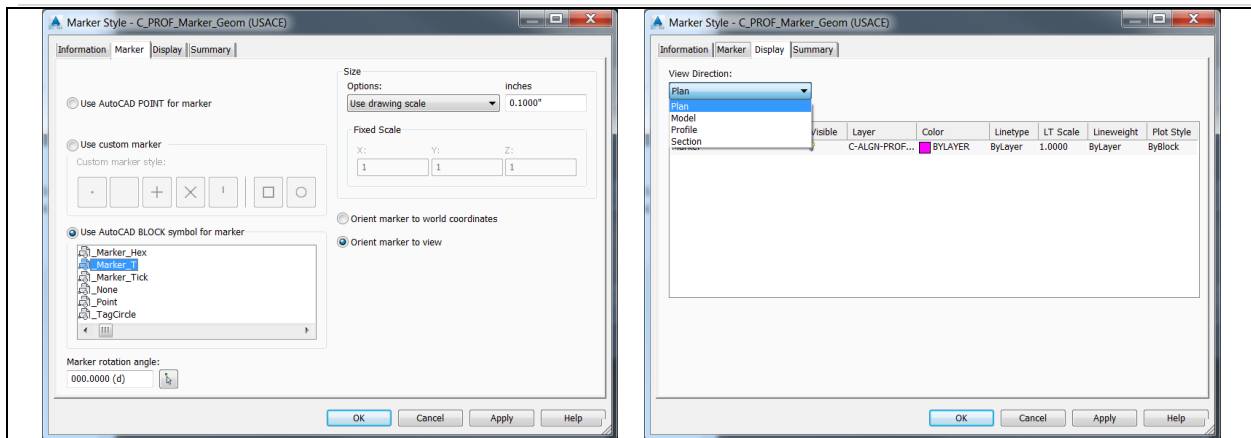 Marker Style - C_PROF_Marker_Geom (USACE)
Information Marker Display Summary
Use AutoCAD POINT for marker
Use custom marker
Custom marker style:
Use AutoCAD BLOCK symbol for marker
_Marker_Hex
_Marker_T
_Marker_Tick
_None
_Point
_TagCircle
Marker rotation angle:
000.0000 (d)
Size
Options: inches
Use drawing scale 0.1000"
Fixed Scale
X: Y: Z:
1 1 1
Orient marker to world coordinates
Orient marker to view
OK Cancel Apply Help
Marker Style - C_PROF_Marker_Geom (USACE)
Information Marker Display Summary
View Direction:
Plan
Plan
Model
Profile
Section
Visible Layer Color Linetype LT Scale Lineweight Plot Style
C-ALGN-PROF... BYLAYER ByLayer 1.0000 ByLayer ByBlock
OK Cancel Apply Help